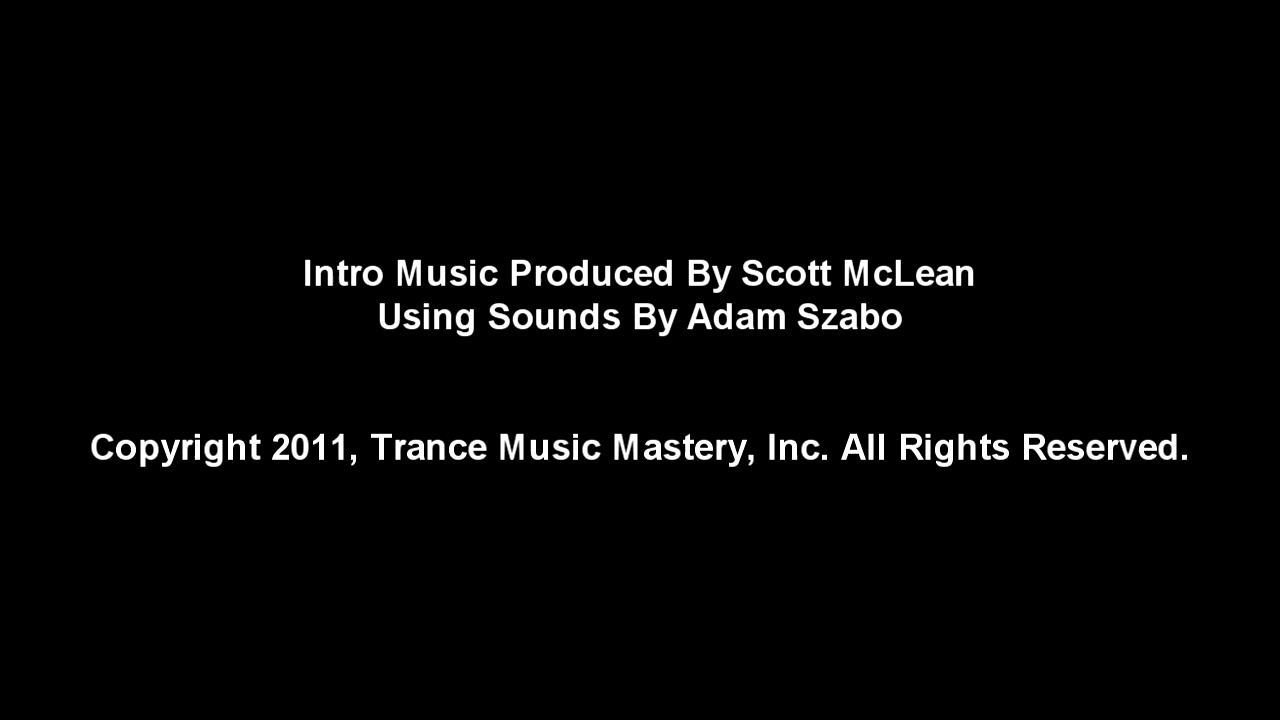 Intro Music Produced By Scott McLean
Using Sounds By Adam Szabo
Copyright 2011, Trance Music Mastery, Inc. All Rights Reserved.